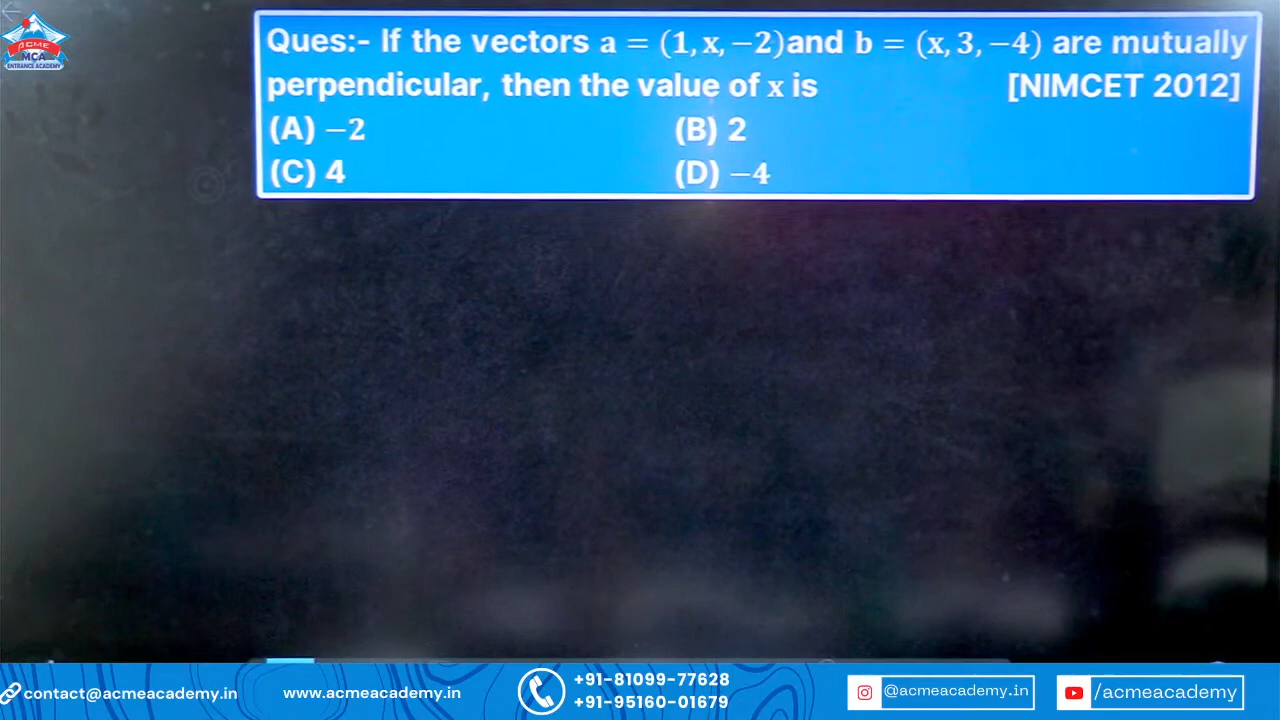 ACME
MCA
ENTRANCE ACADEMY
Ques:- If the vectors a = (1, x, −2)and b = (x, 3, −4) are mutually
perpendicular, then the value of x is [NIMCET 2012]
(A) −2 (B) 2
(C) 4 (D) −4
contact@acmeacademy.in www.acmeacademy.in +91-81099-77628 @acmeacademy.in /acmeacademy
+91-95160-01679